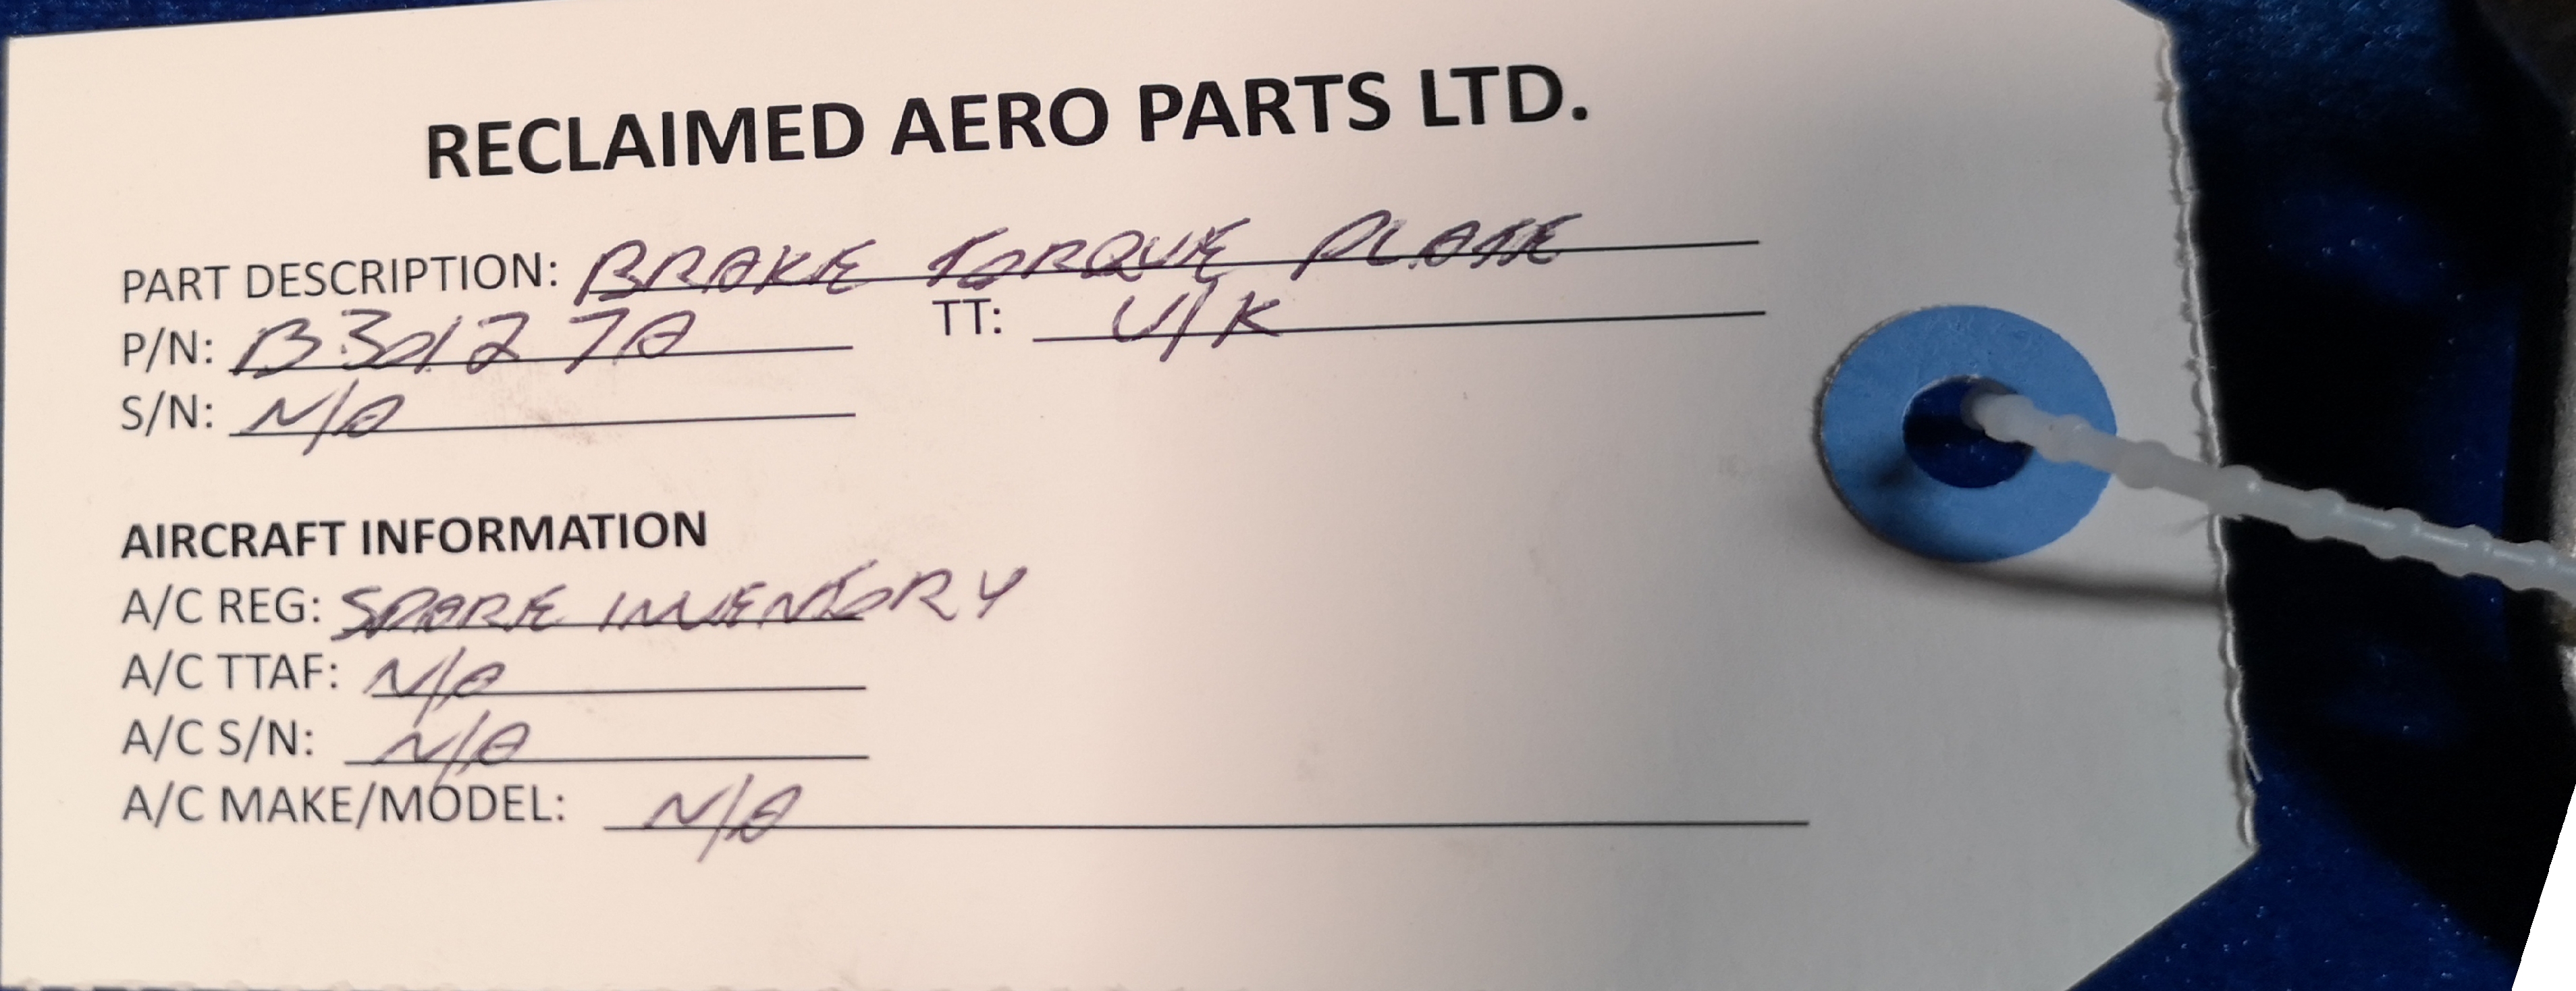 RECLAIMED AERO PARTS LTD.
PART DESCRIPTION: BRAKE TORQUE PLATE
P/N: B30127A TT: U/K
S/N: N/A
AIRCRAFT INFORMATION
A/C REG: SPARE INVENTORY
A/C TTAF: N/A
A/C S/N: N/A
A/C MAKE/MODEL: N/A